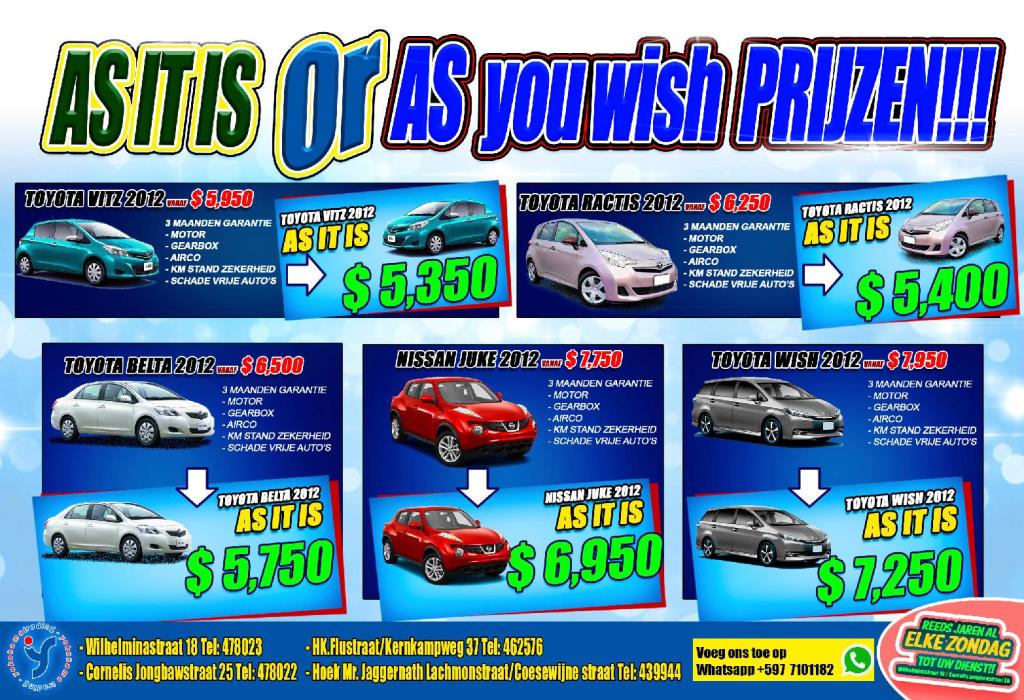 AS IT IS Or AS you wish PRIJZEN!!!
TOYOTA VITZ 2012 VANAF $ 5,950
3 MAANDEN GARANTIE
- MOTOR
- GEARBOX
- AIRCO
- KM STAND ZEKERHEID
- SCHADE VRIJE AUTO'S
TOYOTA VITZ 2012
AS IT IS
$ 5,350
TOYOTA RACTIS 2012 VANAF $ 6,250
3 MAANDEN GARANTIE
- MOTOR
- GEARBOX
- AIRCO
- KM STAND ZEKERHEID
- SCHADE VRIJE AUTO'S
TOYOTA RACTIS 2012
AS IT IS
$ 5,400
TOYOTA BELTA 2012 VANAF $ 6,500
3 MAANDEN GARANTIE
- MOTOR
- GEARBOX
- AIRCO
- KM STAND ZEKERHEID
- SCHADE VRIJE AUTO'S
TOYOTA BELTA 2012
AS IT IS
$ 5,750
NISSAN JUKE 2012 VANAF $ 7,750
3 MAANDEN GARANTIE
- MOTOR
- GEARBOX
- AIRCO
- KM STAND ZEKERHEID
- SCHADE VRIJE AUTO'S
NISSAN JUKE 2012
AS IT IS
$ 6,950
TOYOTA WISH 2012 VANAF $ 7,950
3 MAANDEN GARANTIE
- MOTOR
- GEARBOX
- AIRCO
- KM STAND ZEKERHEID
- SCHADE VRIJE AUTO'S
TOYOTA WISH 2012
AS IT IS
$ 7,250
yokohama trading - yokohama trading
- Wilhelminastraat 18 Tel: 478023
- Cornelis Jongbawstraat 25 Tel: 478022
- HK.Flustraat/Kernkampweg 37 Tel: 462576
- Hoek Mr. Jaggernath Lachmonstraat/Coesewijne straat Tel: 439944
Voeg ons toe op
Whatsapp +597 7101182
REEDS JAREN AL
ELKE ZONDAG
TOT UW DIENST!!